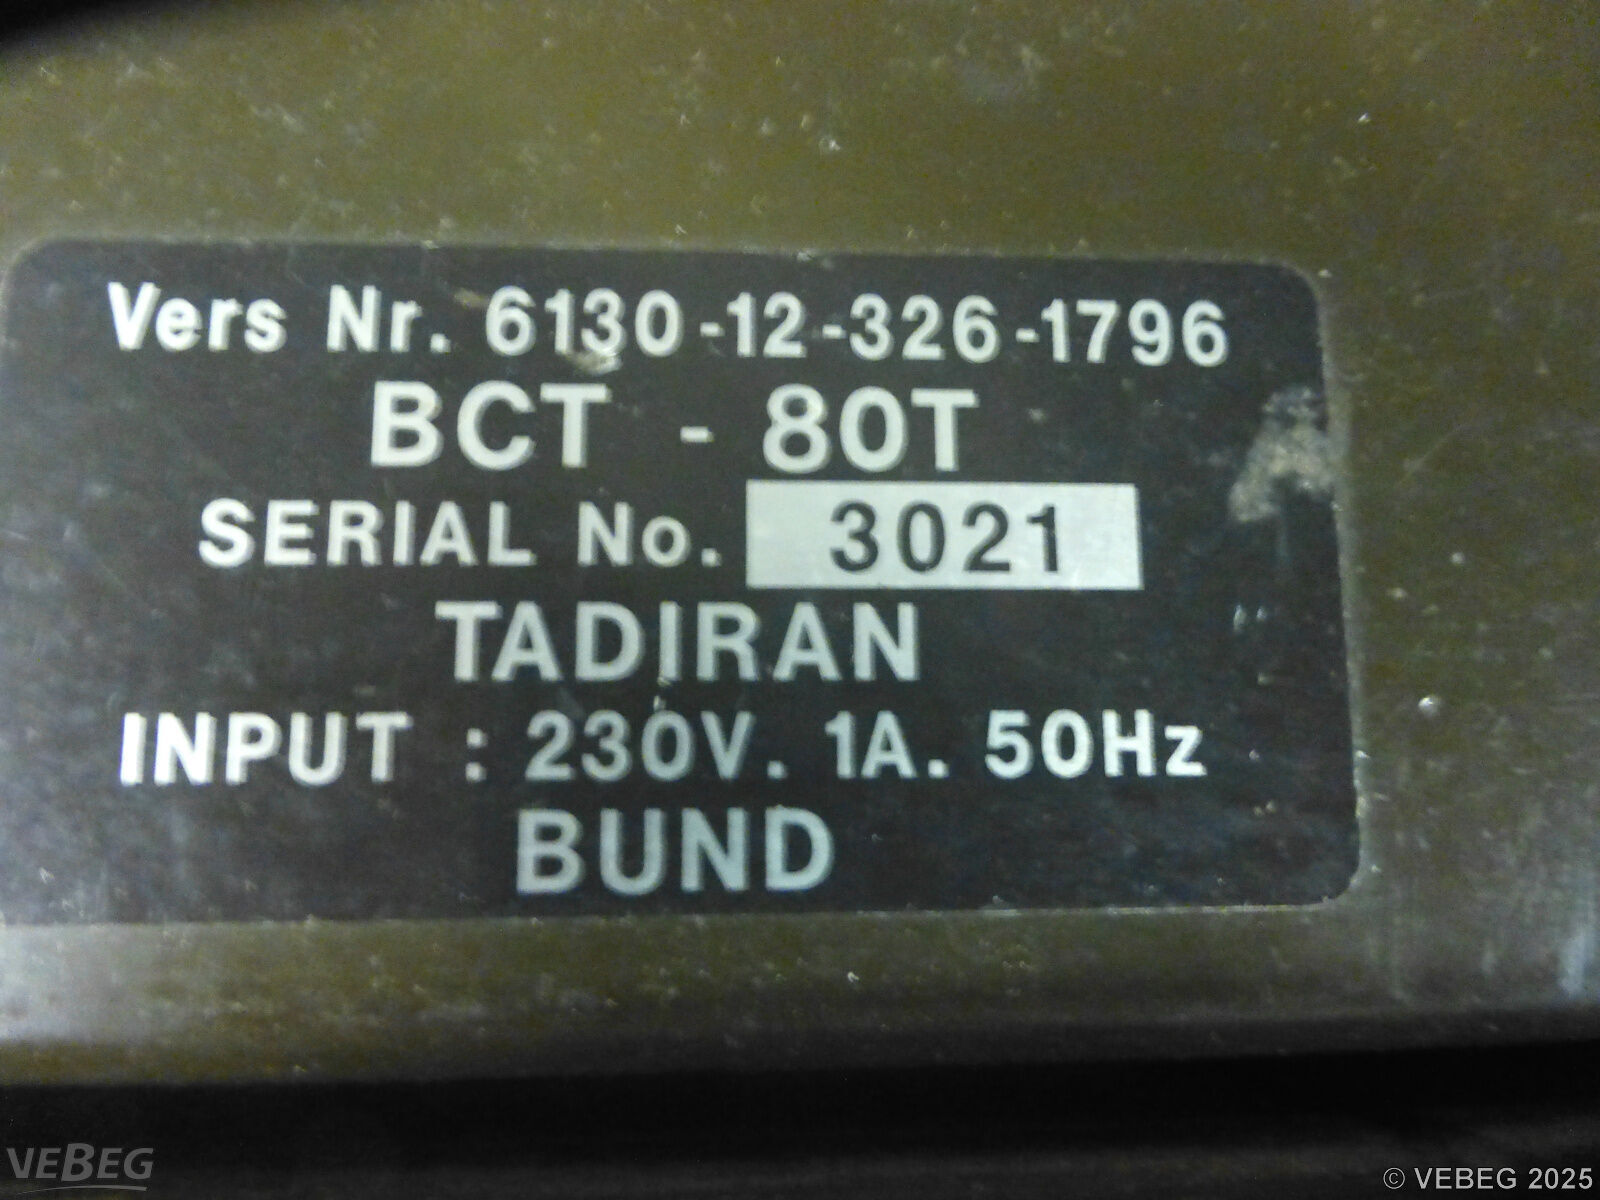 Vers Nr. 6130-12-326-1796
BCT - 80T
SERIAL No. 3021
TADIRAN
INPUT : 230V. 1A. 50Hz
BUND
VEBEG
© VEBEG 2025